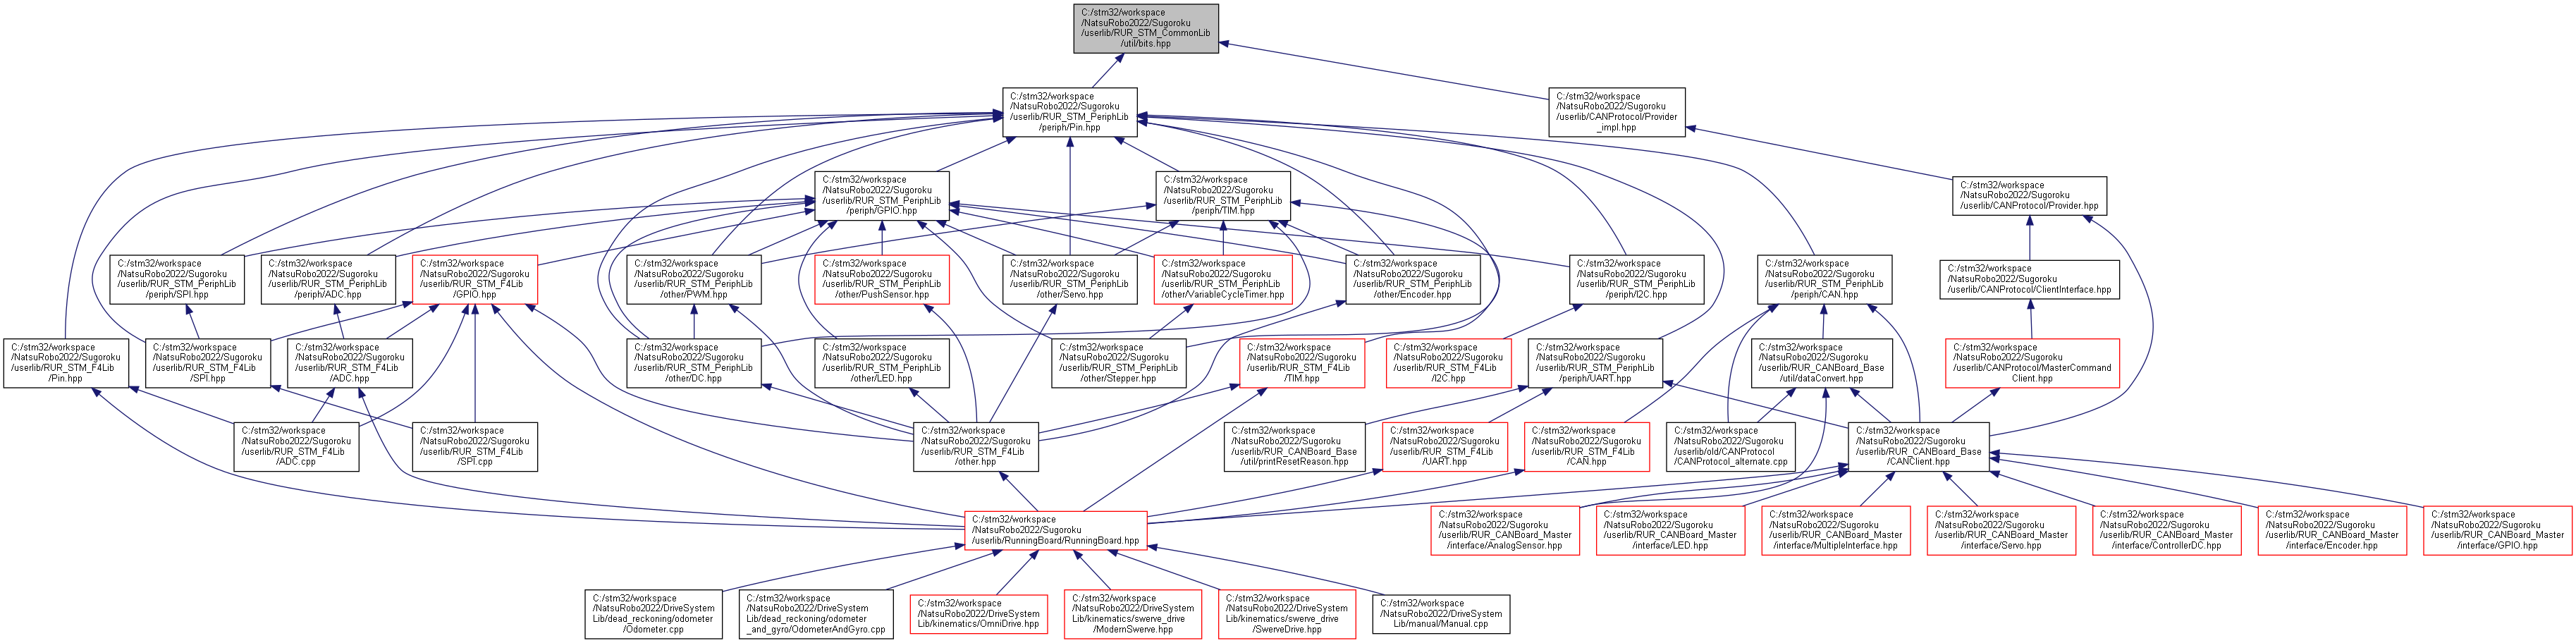 C:/stm32/workspace
/NatsuRobo2022/Sugoroku
/userlib/RUR_STM_CommonLib
/util/bits.hpp
C:/stm32/workspace
/NatsuRobo2022/Sugoroku
/userlib/RUR_STM_PeriphLib
/periph/Pin.hpp
C:/stm32/workspace
/NatsuRobo2022/Sugoroku
/userlib/CANProtocol/Provider
_impl.hpp
C:/stm32/workspace
/NatsuRobo2022/Sugoroku
/userlib/RUR_STM_PeriphLib
/periph/GPIO.hpp
C:/stm32/workspace
/NatsuRobo2022/Sugoroku
/userlib/RUR_STM_PeriphLib
/periph/TIM.hpp
C:/stm32/workspace
/NatsuRobo2022/Sugoroku
/userlib/CANProtocol/Provider.hpp
C:/stm32/workspace
/NatsuRobo2022/Sugoroku
/userlib/RUR_STM_PeriphLib
/periph/SPI.hpp
C:/stm32/workspace
/NatsuRobo2022/Sugoroku
/userlib/RUR_STM_PeriphLib
/periph/ADC.hpp
C:/stm32/workspace
/NatsuRobo2022/Sugoroku
/userlib/RUR_STM_F4Lib
/GPIO.hpp
C:/stm32/workspace
/NatsuRobo2022/Sugoroku
/userlib/RUR_STM_PeriphLib
/other/PWM.hpp
C:/stm32/workspace
/NatsuRobo2022/Sugoroku
/userlib/RUR_STM_PeriphLib
/other/PushSensor.hpp
C:/stm32/workspace
/NatsuRobo2022/Sugoroku
/userlib/RUR_STM_PeriphLib
/other/Servo.hpp
C:/stm32/workspace
/NatsuRobo2022/Sugoroku
/userlib/RUR_STM_PeriphLib
/other/VariableCycleTimer.hpp
C:/stm32/workspace
/NatsuRobo2022/Sugoroku
/userlib/RUR_STM_PeriphLib
/other/Encoder.hpp
C:/stm32/workspace
/NatsuRobo2022/Sugoroku
/userlib/RUR_STM_PeriphLib
/periph/I2C.hpp
C:/stm32/workspace
/NatsuRobo2022/Sugoroku
/userlib/RUR_STM_PeriphLib
/periph/CAN.hpp
C:/stm32/workspace
/NatsuRobo2022/Sugoroku
/userlib/CANProtocol/ClientInterface.hpp
C:/stm32/workspace
/NatsuRobo2022/Sugoroku
/userlib/RUR_STM_F4Lib
/Pin.hpp
C:/stm32/workspace
/NatsuRobo2022/Sugoroku
/userlib/RUR_STM_F4Lib
/SPI.hpp
C:/stm32/workspace
/NatsuRobo2022/Sugoroku
/userlib/RUR_STM_F4Lib
/ADC.hpp
C:/stm32/workspace
/NatsuRobo2022/Sugoroku
/userlib/RUR_STM_PeriphLib
/other/DC.hpp
C:/stm32/workspace
/NatsuRobo2022/Sugoroku
/userlib/RUR_STM_PeriphLib
/other/LED.hpp
C:/stm32/workspace
/NatsuRobo2022/Sugoroku
/userlib/RUR_STM_PeriphLib
/other/Stepper.hpp
C:/stm32/workspace
/NatsuRobo2022/Sugoroku
/userlib/RUR_STM_F4Lib
/TIM.hpp
C:/stm32/workspace
/NatsuRobo2022/Sugoroku
/userlib/RUR_STM_F4Lib
/I2C.hpp
C:/stm32/workspace
/NatsuRobo2022/Sugoroku
/userlib/RUR_STM_PeriphLib
/periph/UART.hpp
C:/stm32/workspace
/NatsuRobo2022/Sugoroku
/userlib/RUR_CANBoard_Base
/util/dataConvert.hpp
C:/stm32/workspace
/NatsuRobo2022/Sugoroku
/userlib/CANProtocol/MasterCommand
Client.hpp
C:/stm32/workspace
/NatsuRobo2022/Sugoroku
/userlib/RUR_STM_F4Lib
/ADC.cpp
C:/stm32/workspace
/NatsuRobo2022/Sugoroku
/userlib/RUR_STM_F4Lib
/SPI.cpp
C:/stm32/workspace
/NatsuRobo2022/Sugoroku
/userlib/RUR_STM_F4Lib
/other.hpp
C:/stm32/workspace
/NatsuRobo2022/Sugoroku
/userlib/RUR_CANBoard_Base
/util/printResetReason.hpp
C:/stm32/workspace
/NatsuRobo2022/Sugoroku
/userlib/RUR_STM_F4Lib
/UART.hpp
C:/stm32/workspace
/NatsuRobo2022/Sugoroku
/userlib/RUR_STM_F4Lib
/CAN.hpp
C:/stm32/workspace
/NatsuRobo2022/Sugoroku
/userlib/old/CANProtocol
/CANProtocol_alternate.cpp
C:/stm32/workspace
/NatsuRobo2022/Sugoroku
/userlib/RUR_CANBoard_Base
/CANClient.hpp
C:/stm32/workspace
/NatsuRobo2022/Sugoroku
/userlib/RunningBoard/RunningBoard.hpp
C:/stm32/workspace
/NatsuRobo2022/Sugoroku
/userlib/RUR_CANBoard_Master
/interface/AnalogSensor.hpp
C:/stm32/workspace
/NatsuRobo2022/Sugoroku
/userlib/RUR_CANBoard_Master
/interface/LED.hpp
C:/stm32/workspace
/NatsuRobo2022/Sugoroku
/userlib/RUR_CANBoard_Master
/interface/MultipleInterface.hpp
C:/stm32/workspace
/NatsuRobo2022/Sugoroku
/userlib/RUR_CANBoard_Master
/interface/Servo.hpp
C:/stm32/workspace
/NatsuRobo2022/Sugoroku
/userlib/RUR_CANBoard_Master
/interface/ControllerDC.hpp
C:/stm32/workspace
/NatsuRobo2022/Sugoroku
/userlib/RUR_CANBoard_Master
/interface/Encoder.hpp
C:/stm32/workspace
/NatsuRobo2022/Sugoroku
/userlib/RUR_CANBoard_Master
/interface/GPIO.hpp
C:/stm32/workspace
/NatsuRobo2022/DriveSystem
Lib/dead_reckoning/odometer
/Odometer.cpp
C:/stm32/workspace
/NatsuRobo2022/DriveSystem
Lib/dead_reckoning/odometer
_and_gyro/OdometerAndGyro.cpp
C:/stm32/workspace
/NatsuRobo2022/DriveSystem
Lib/kinematics/OmniDrive.hpp
C:/stm32/workspace
/NatsuRobo2022/DriveSystem
Lib/kinematics/swerve_drive
/ModernSwerve.hpp
C:/stm32/workspace
/NatsuRobo2022/DriveSystem
Lib/kinematics/swerve_drive
/SwerveDrive.hpp
C:/stm32/workspace
/NatsuRobo2022/DriveSystem
Lib/manual/Manual.cpp